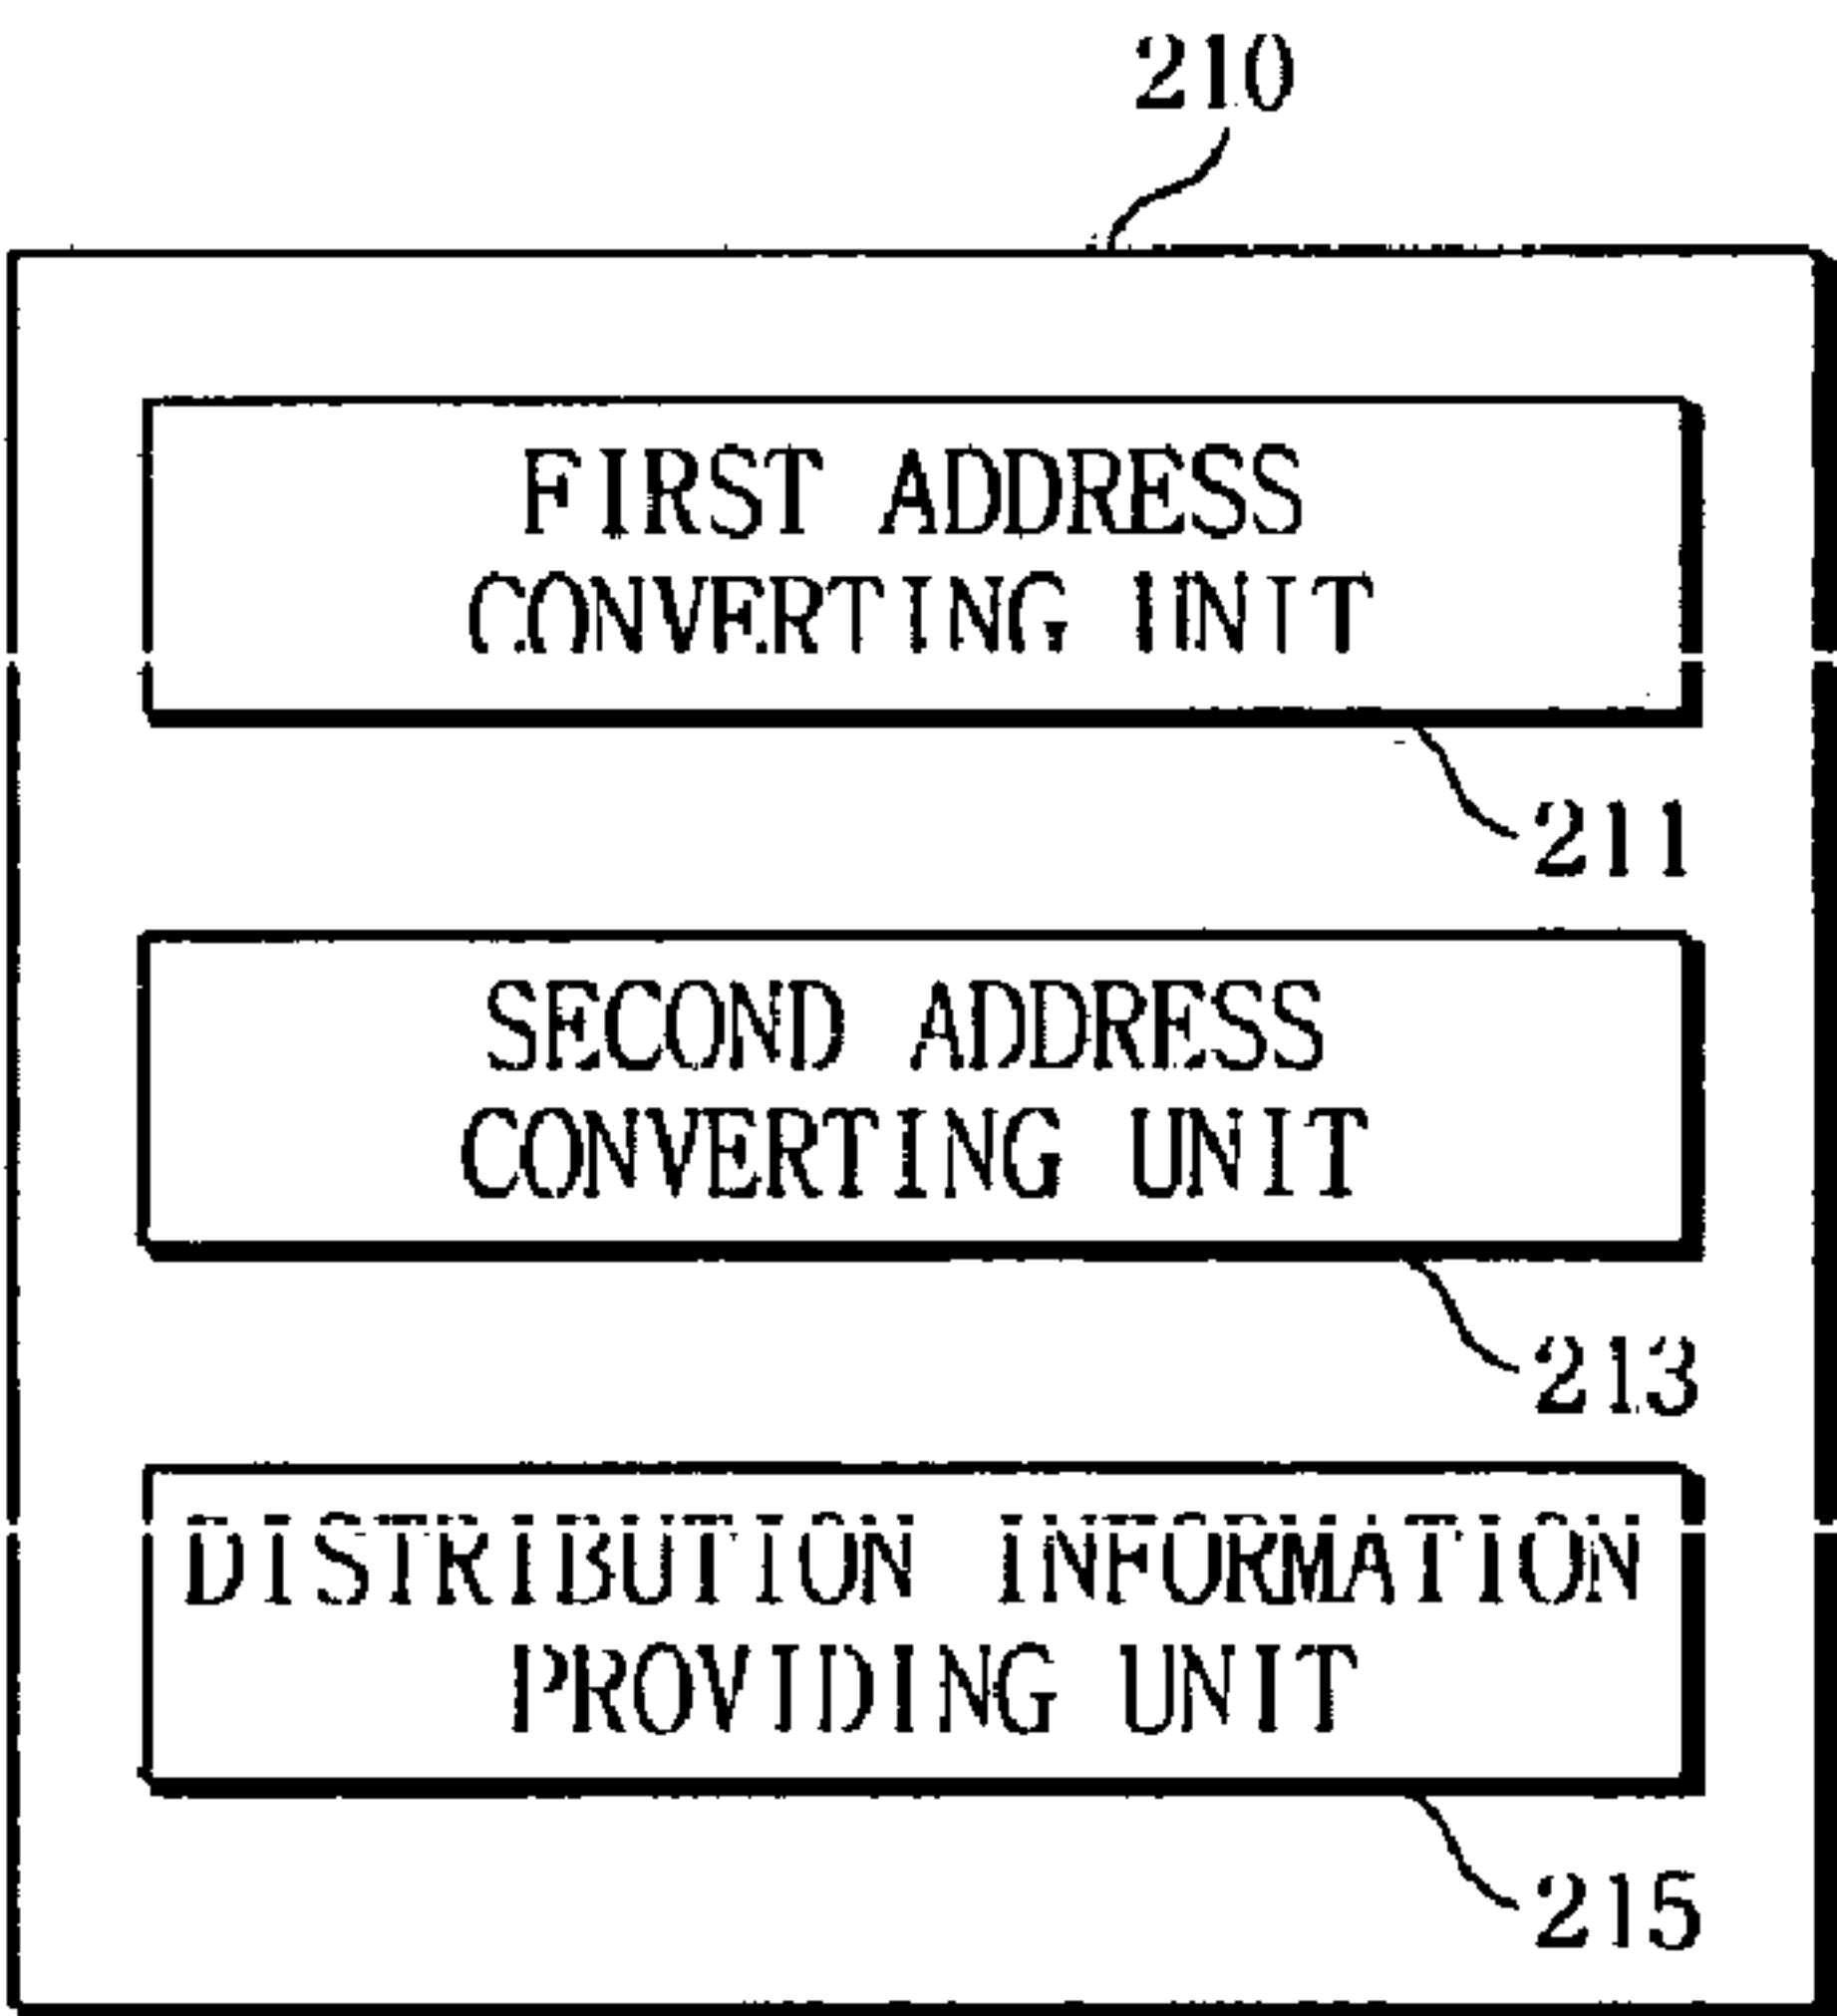 210
FIRST ADDRESS
CONVERTING UNIT
211
SECOND ADDRESS
CONVERTING UNIT
213
DISTRIBUTION INFORMATION
PROVIDING UNIT
215